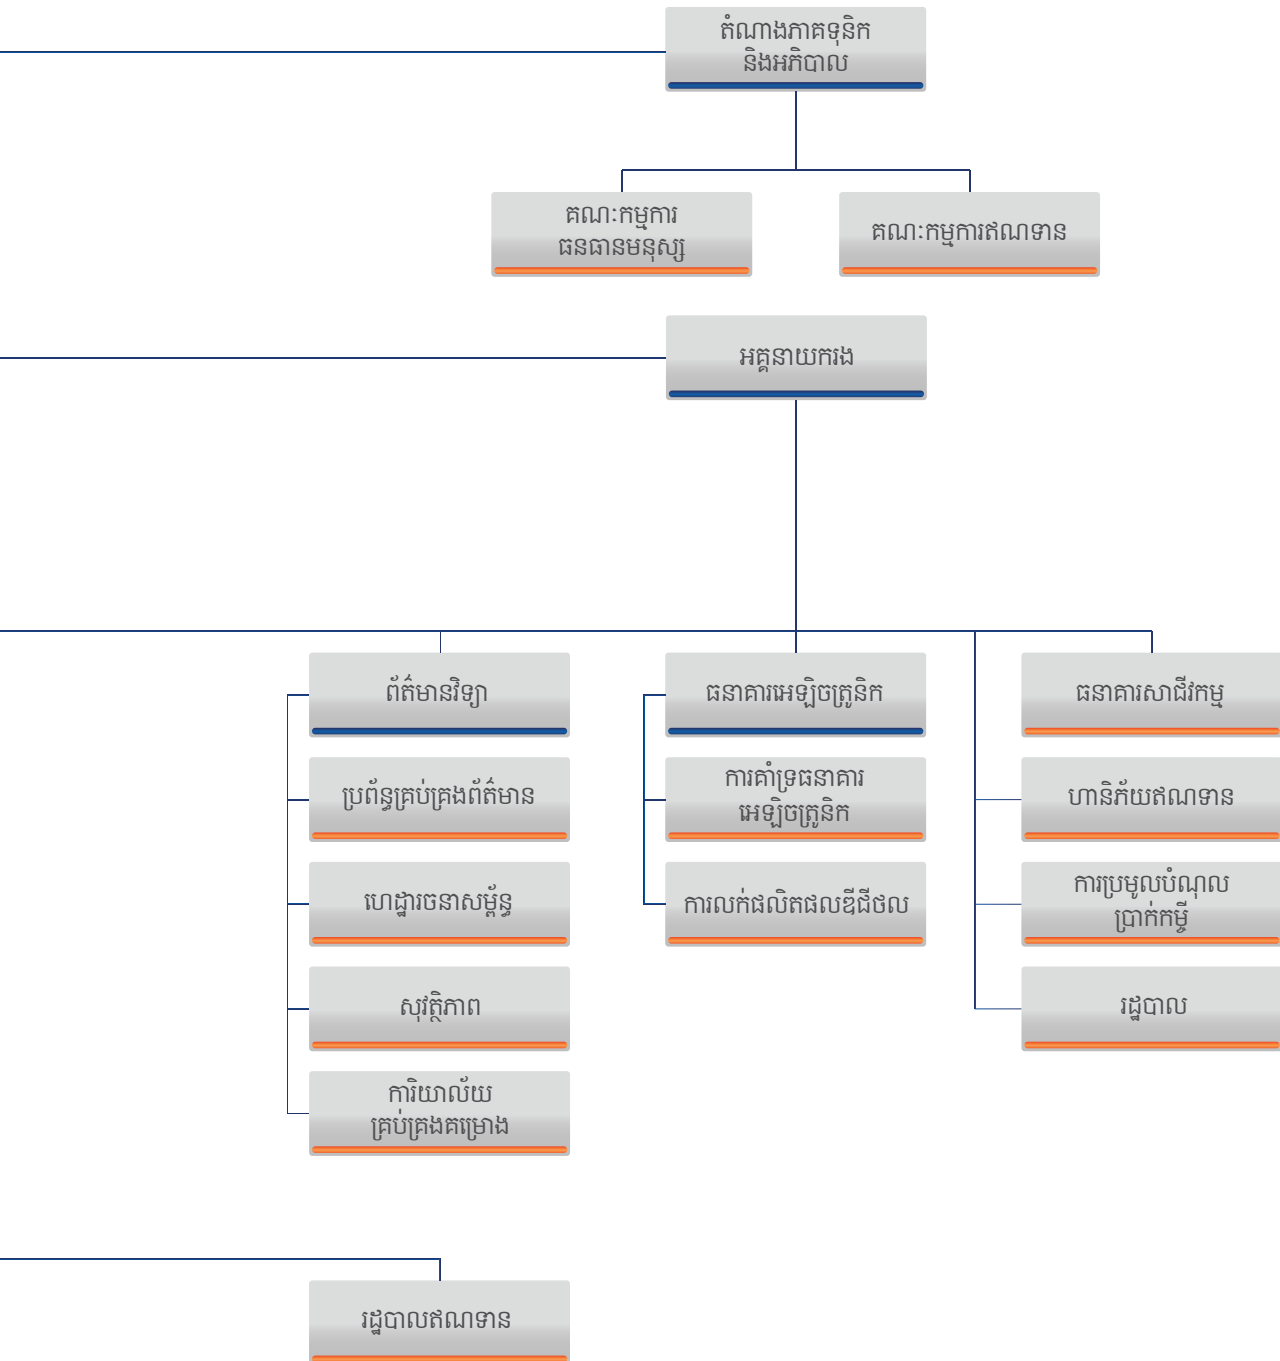 តំណាងភាគទុនិក
និងអភិបាល
គណៈកម្មការ
ធនធានមនុស្ស
គណៈកម្មការឥណទាន
អគ្គនាយករង
ព័ត៌មានវិទ្យា
ប្រព័ន្ធគ្រប់គ្រងព័ត៌មាន
ហេដ្ឋារចនាសម្ព័ន្ធ
សុវត្ថិភាព
ការិយាល័យ
គ្រប់គ្រងគម្រោង
ធនាគារអេឡិចត្រូនិក
ការគាំទ្រធនាគារ
អេឡិចត្រូនិក
ការលក់ផលិតផលឌីជីថល
ធនាគារសាជីវកម្ម
ហានិភ័យឥណទាន
ការប្រមូលបំណុល
ប្រាក់កម្ចី
រដ្ឋបាល
រដ្ឋបាលឥណទាន